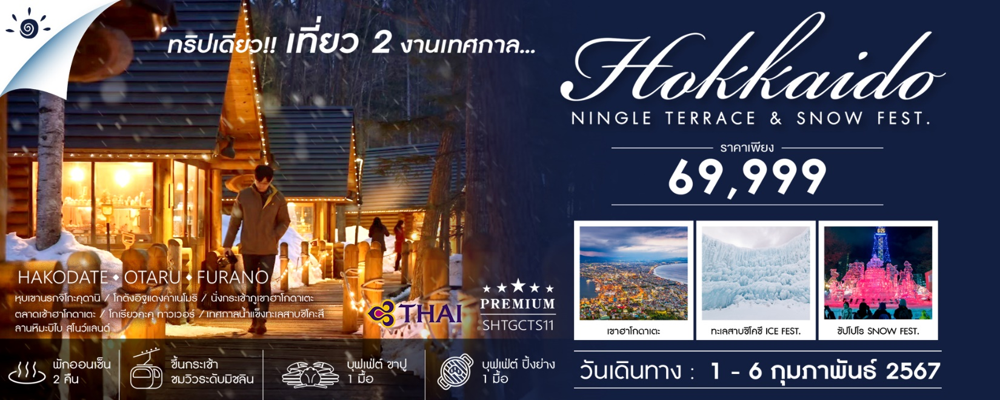 ทริปเดียว!! เที่ยว 2 งานเทศกาล...
Hokkaido
NINGLE TERRACE & SNOW FEST.
ราคาเพียง
69,999
HAKODATE ◆ OTARU ◆ FURANO
หุบเขานรกจิโกะคุดานิ / โกดังอิฐแดงคาเนโมริ / นั่งกระเช้าภูเขาฮาโกดาเตะ
ตลาดเช้าฮาโกดาเตะ / โกเรียวคะคุ ทาวเวอร์ / เทศกาลน้ำแข็งทะเลสาบชิโคะสึ
ลานหิมะบิไบ สโนว์แลนด์
THAI
PREMIUM
SHTGCTS11
6:25
เขาฮาโกดาเตะ
ทะเลสาบชิโคซึ ICE FEST.
ซัปโปโร SNOW FEST.
พักออนเซ็น
2 คืน
ขึ้นกระเช้า
ชมวิวระดับมิชลิน
บุฟเฟ่ต์ ขาปู
1 มื้อ
บุฟเฟ่ต์ ปิ้งย่าง
1 มื้อ
วันเดินทาง : 1 - 6 กุมภาพันธ์ 2567